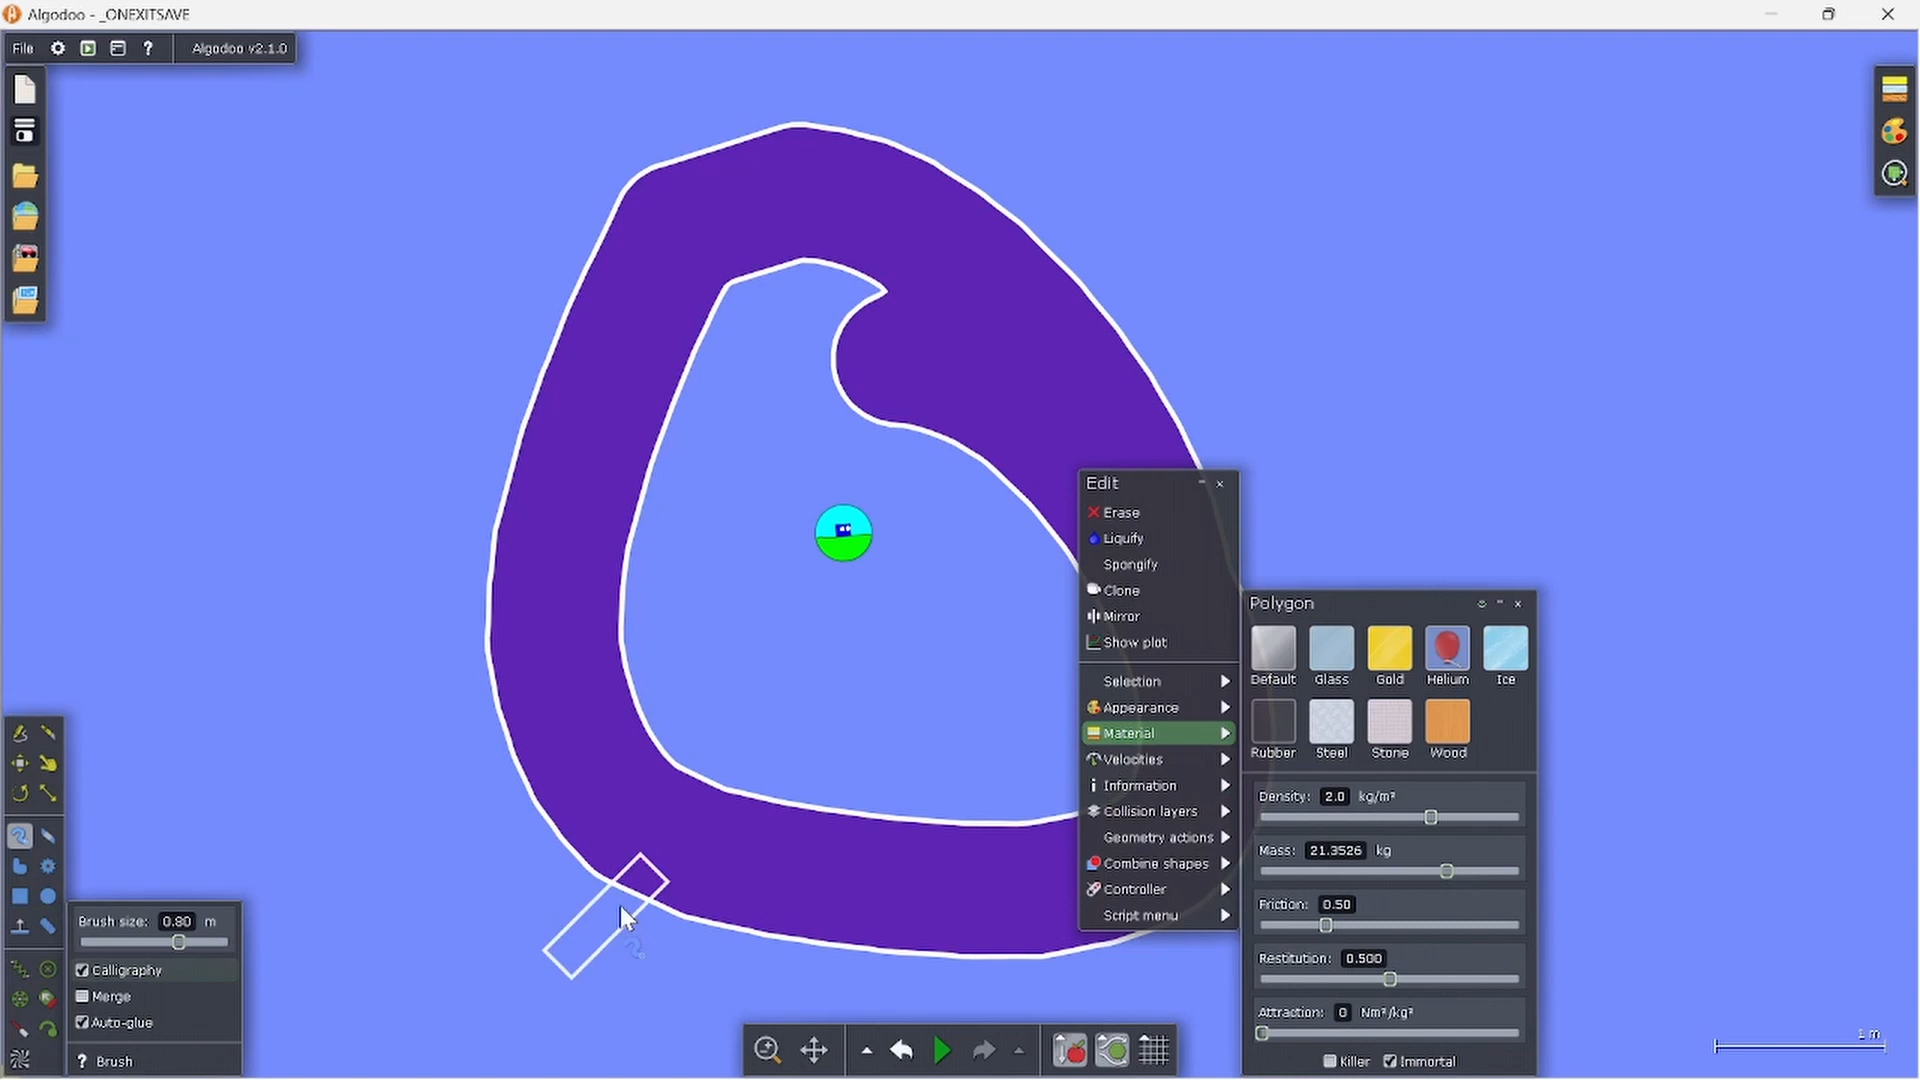 Algodoo - _ONEXITSAVE
File
?
Algodoo v2.1.0
Edit
Erase
Liquify
Spongify
Clone
Mirror
Show plot
Selection
Appearance
Material
Velocities
Information
Collision layers
Geometry actions
Combine shapes
Controller
Script menu
Polygon
Default Glass Gold Helium Ice
Rubber Steel Stone Wood
Density: 2.0 kg/m²
Mass: 21.3526 kg
Friction: 0.50
Restitution: 0.500
Attraction: 0 Nm²/kg²
Killer Immortal
Brush size: 0.80 m
Calligraphy
Merge
Auto-glue
? Brush
1 m